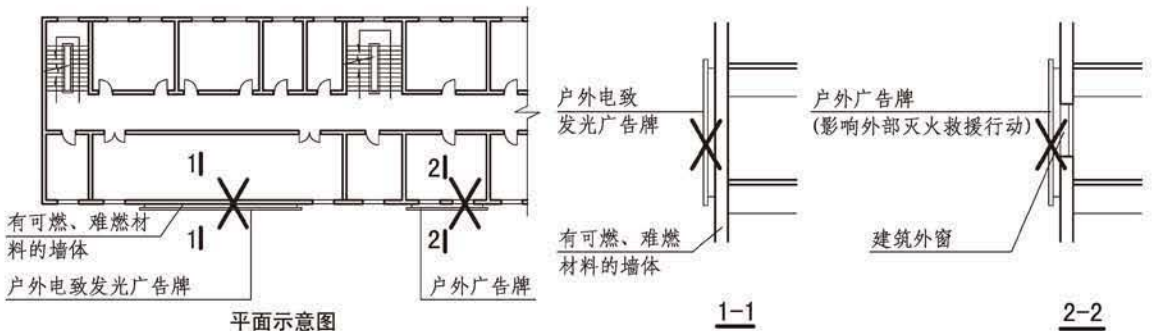 1
2
有可燃、难燃材
料的墙体
1
2
户外电致发光广告牌
户外广告牌
平面示意图
户外电致
发光广告牌
有可燃、难燃
材料的墙体
1-1
户外广告牌
(影响外部灭火救援行动)
建筑外窗
2-2